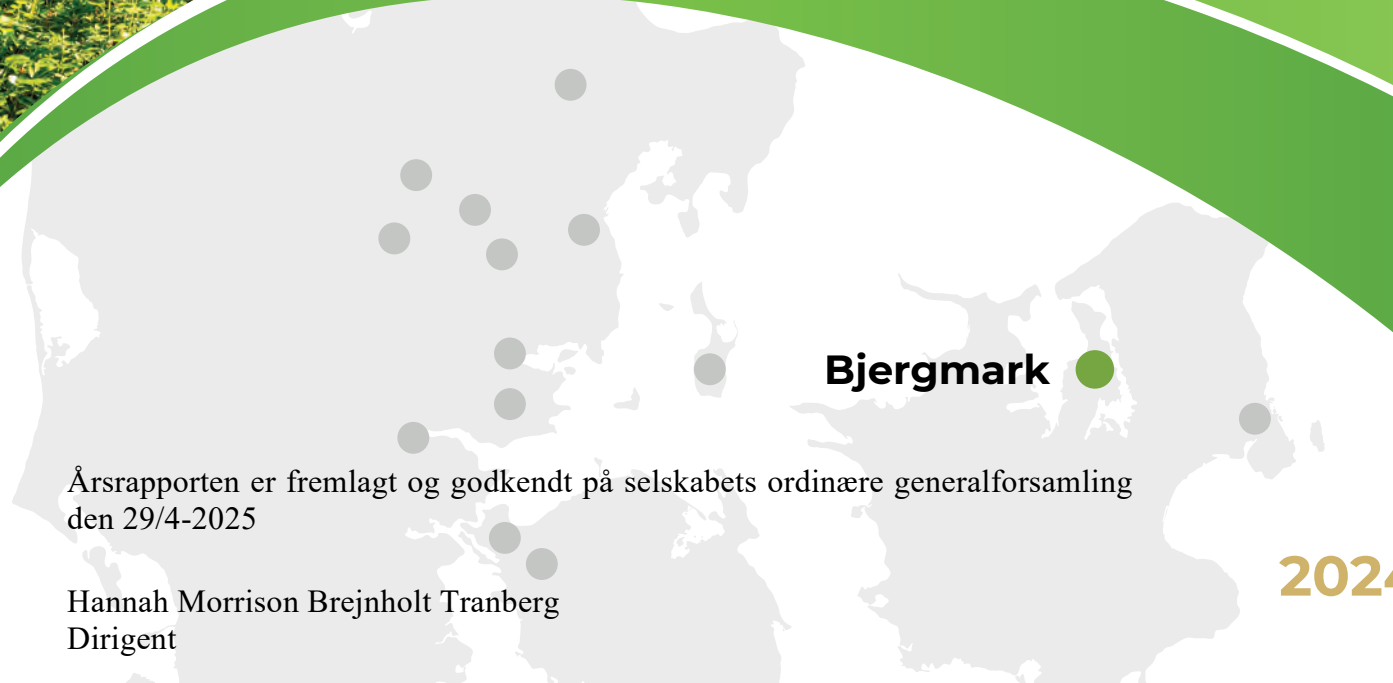 Bjergmark
Årsrapporten er fremlagt og godkendt på selskabets ordinære generalforsamling
den 29/4-2025
2024
Hannah Morrison Brejnholt Tranberg
Dirigent